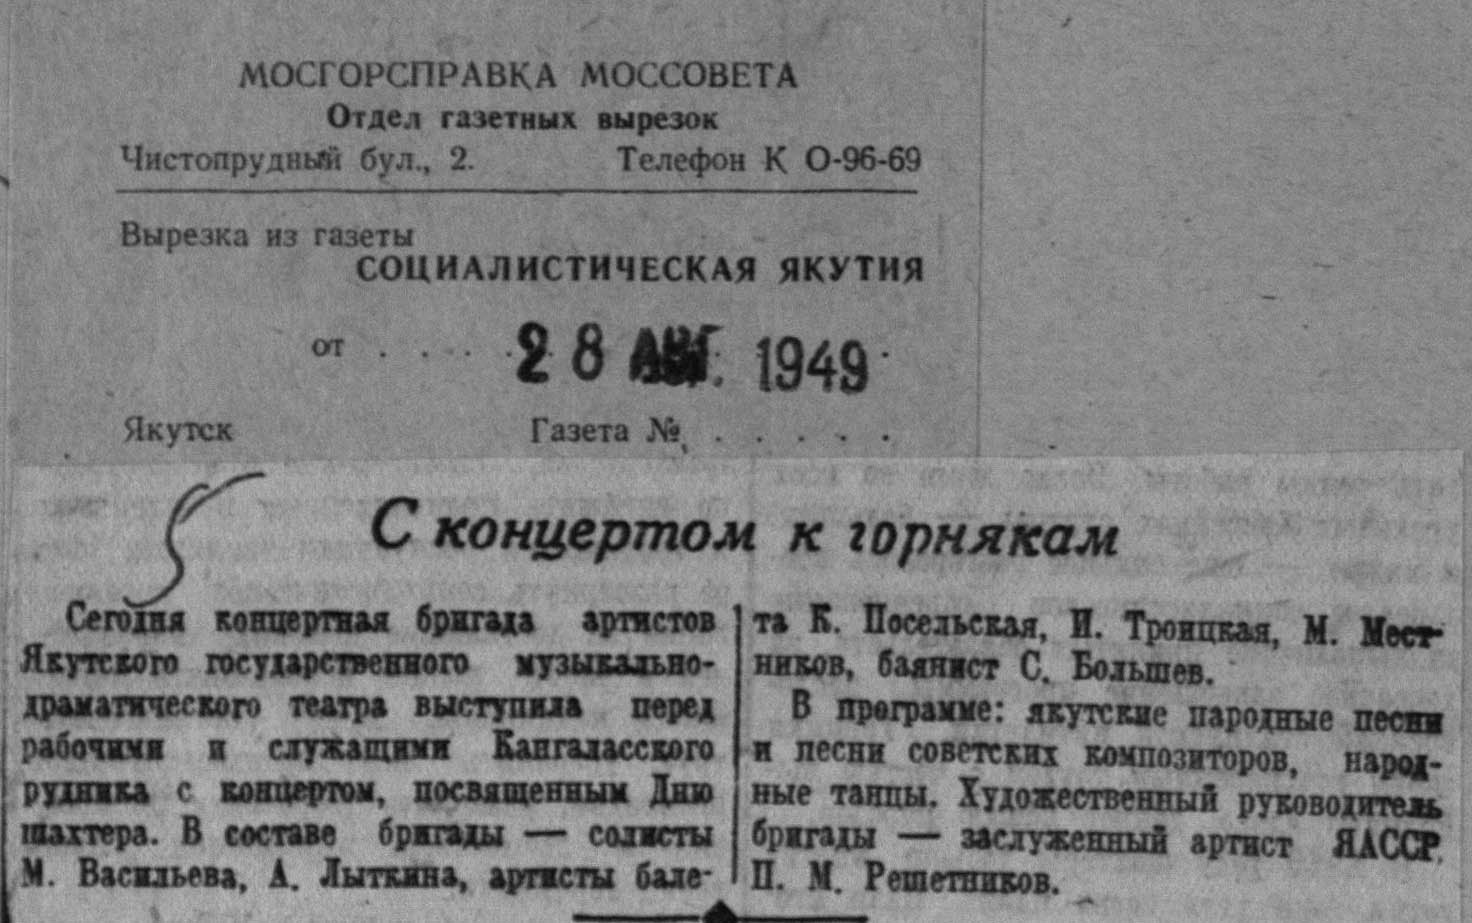 МОСГОРСПРАВКА МОССОВЕТА
Отдел газетных вырезок
Чистопрудный бул., 2. Телефон К 0-96-69
Вырезка из газеты
СОЦИАЛИСТИЧЕСКАЯ ЯКУТИЯ
от . . . . . 28 АВГ. 1949 .
Якутск Газета № . . . . .
С концертом к горнякам
Сегодня концертная бригада артистов
Якутского государственного музыкально-
драматического театра выступила перед
рабочими и служащими Кангаласского
рудника с концертом, посвященным Дню
шахтера. В составе бригады — солисты
М. Васильева, А. Лыткина, артисты бале-
та К. Посельская, И. Троицкая, М. Мест-
ников, баянист С. Большев.
В программе: якутские народные песни
и песни советских композиторов, народ-
ные танцы. Художественный руководитель
бригады — заслуженный артист ЯАССР
П. М. Решетников.